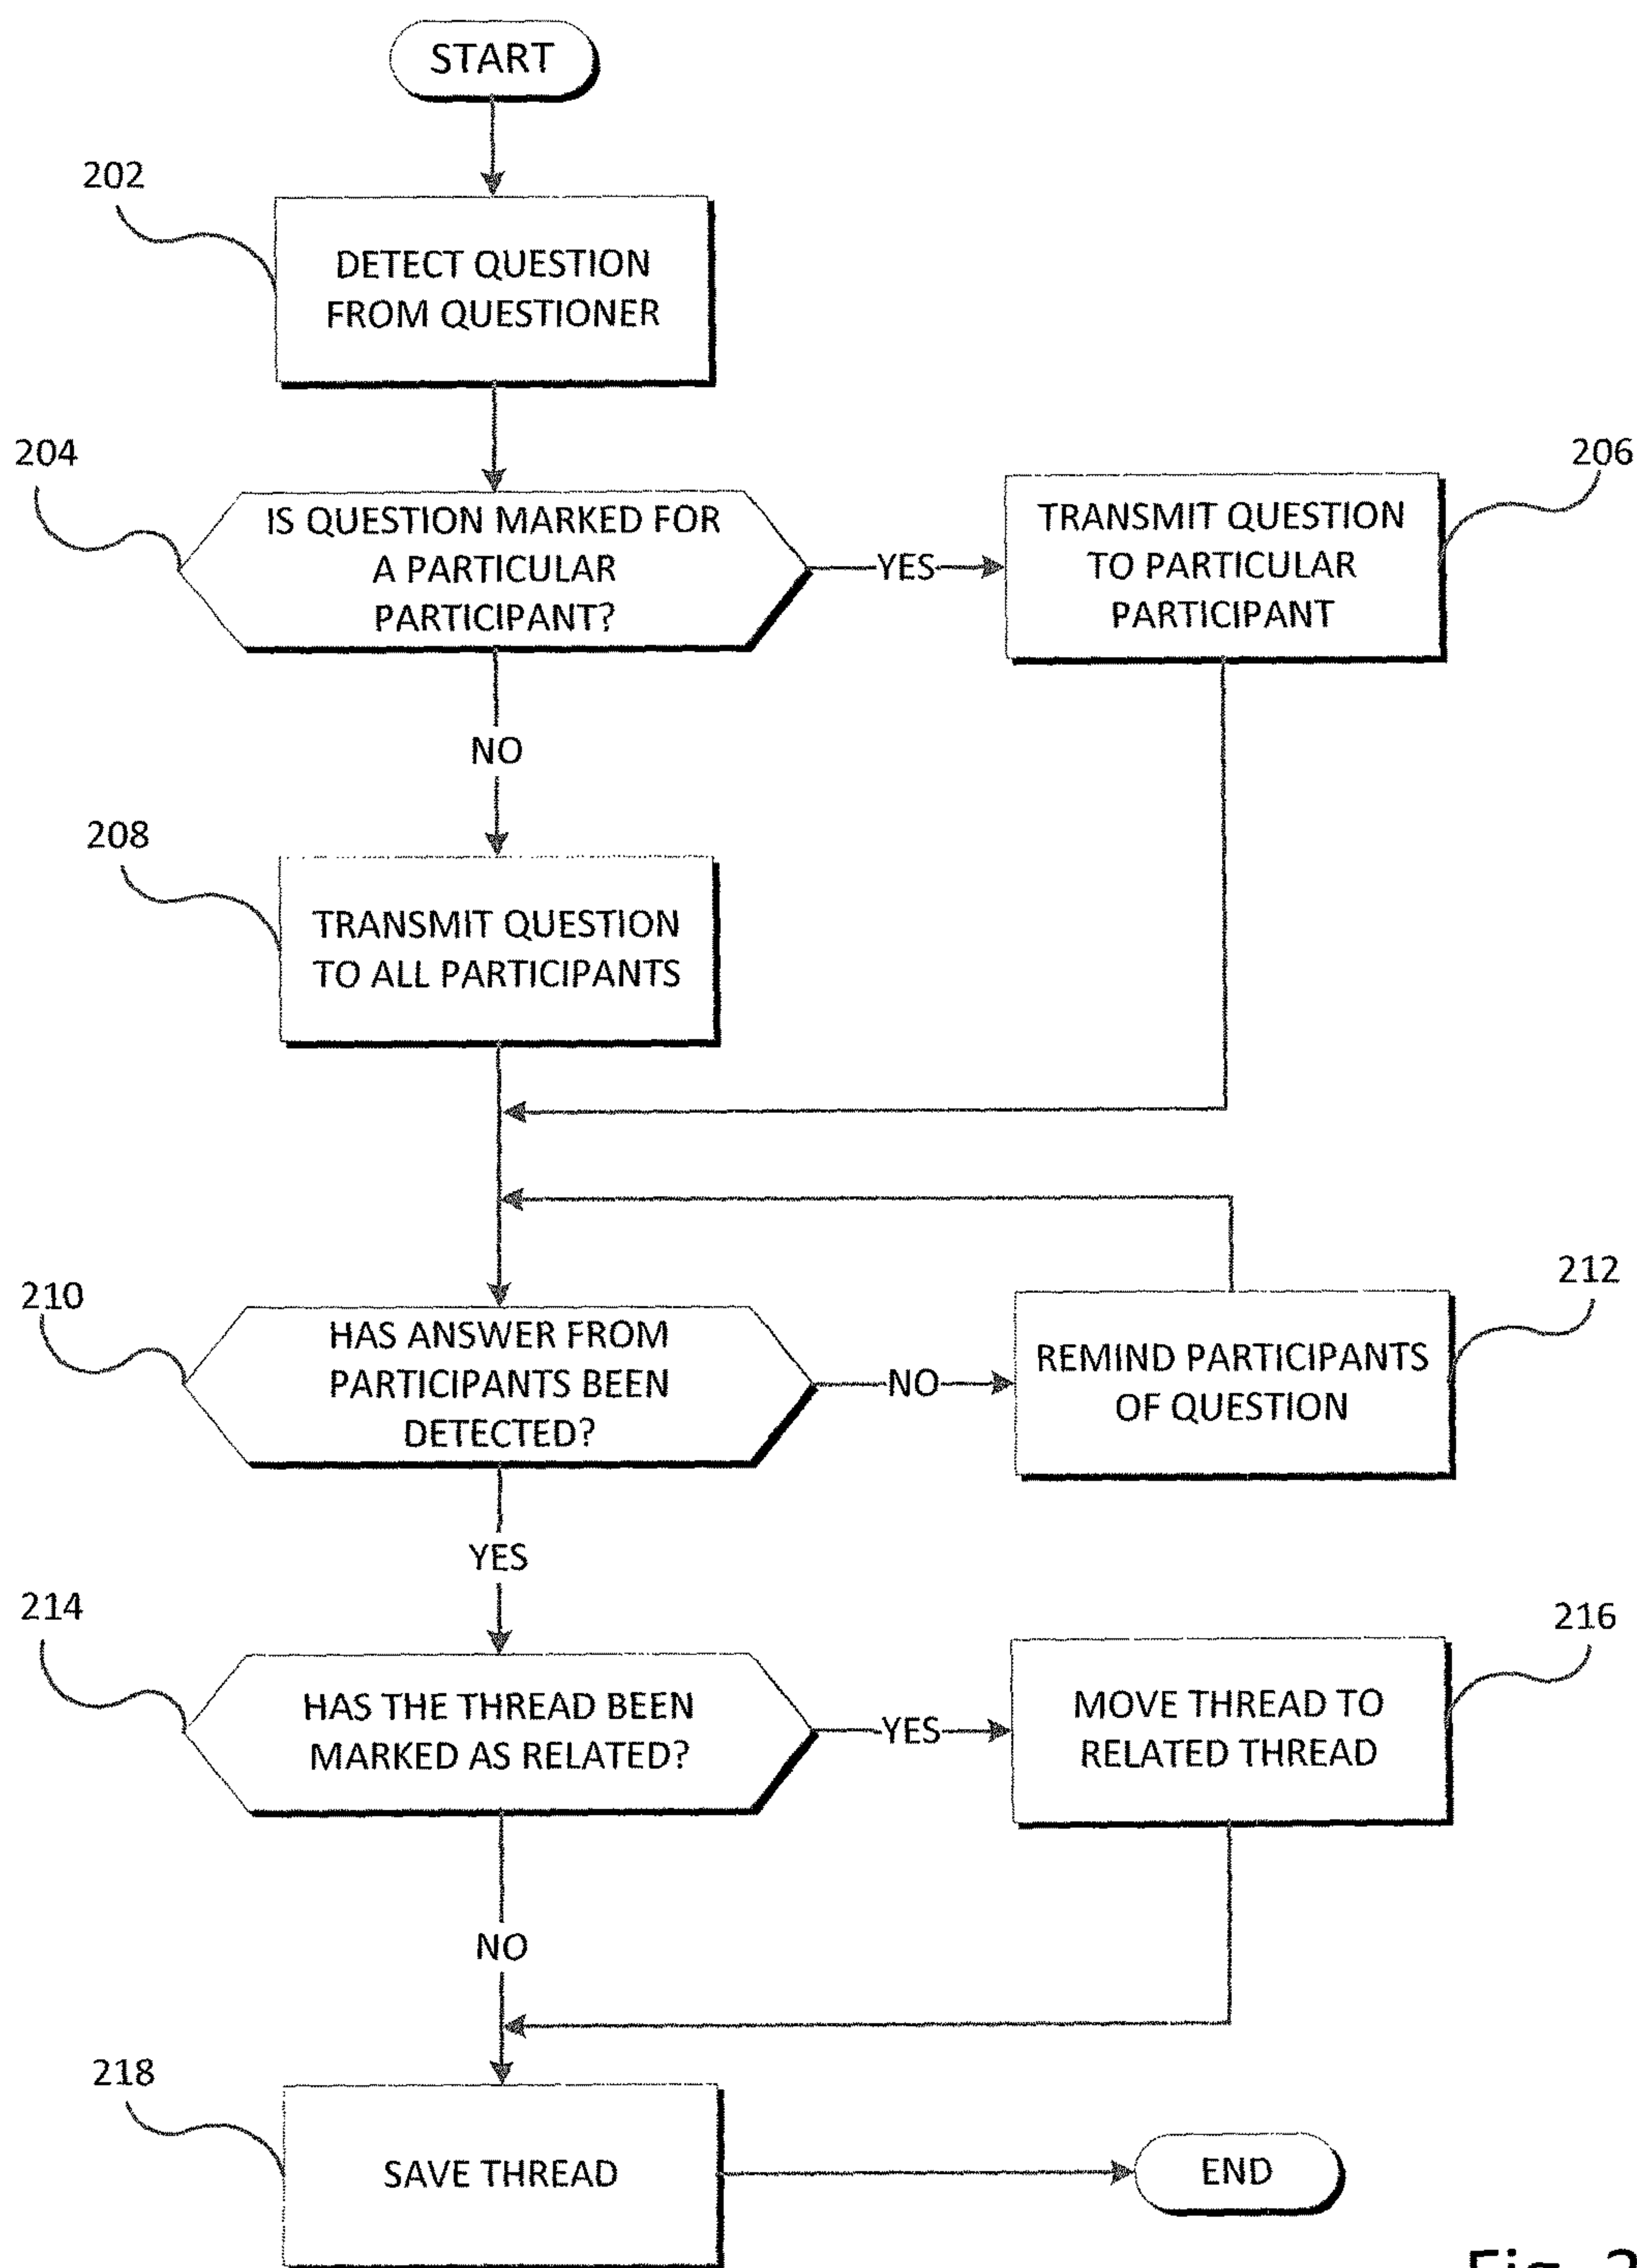 START
202
DETECT QUESTION
FROM QUESTIONER
204
IS QUESTION MARKED FOR
A PARTICULAR
PARTICIPANT?
YES
206
TRANSMIT QUESTION
TO PARTICULAR
PARTICIPANT
NO
208
TRANSMIT QUESTION
TO ALL PARTICIPANTS
210
HAS ANSWER FROM
PARTICIPANTS BEEN
DETECTED?
NO
212
REMIND PARTICIPANTS
OF QUESTION
YES
214
HAS THE THREAD BEEN
MARKED AS RELATED?
YES
216
MOVE THREAD TO
RELATED THREAD
NO
218
SAVE THREAD
END